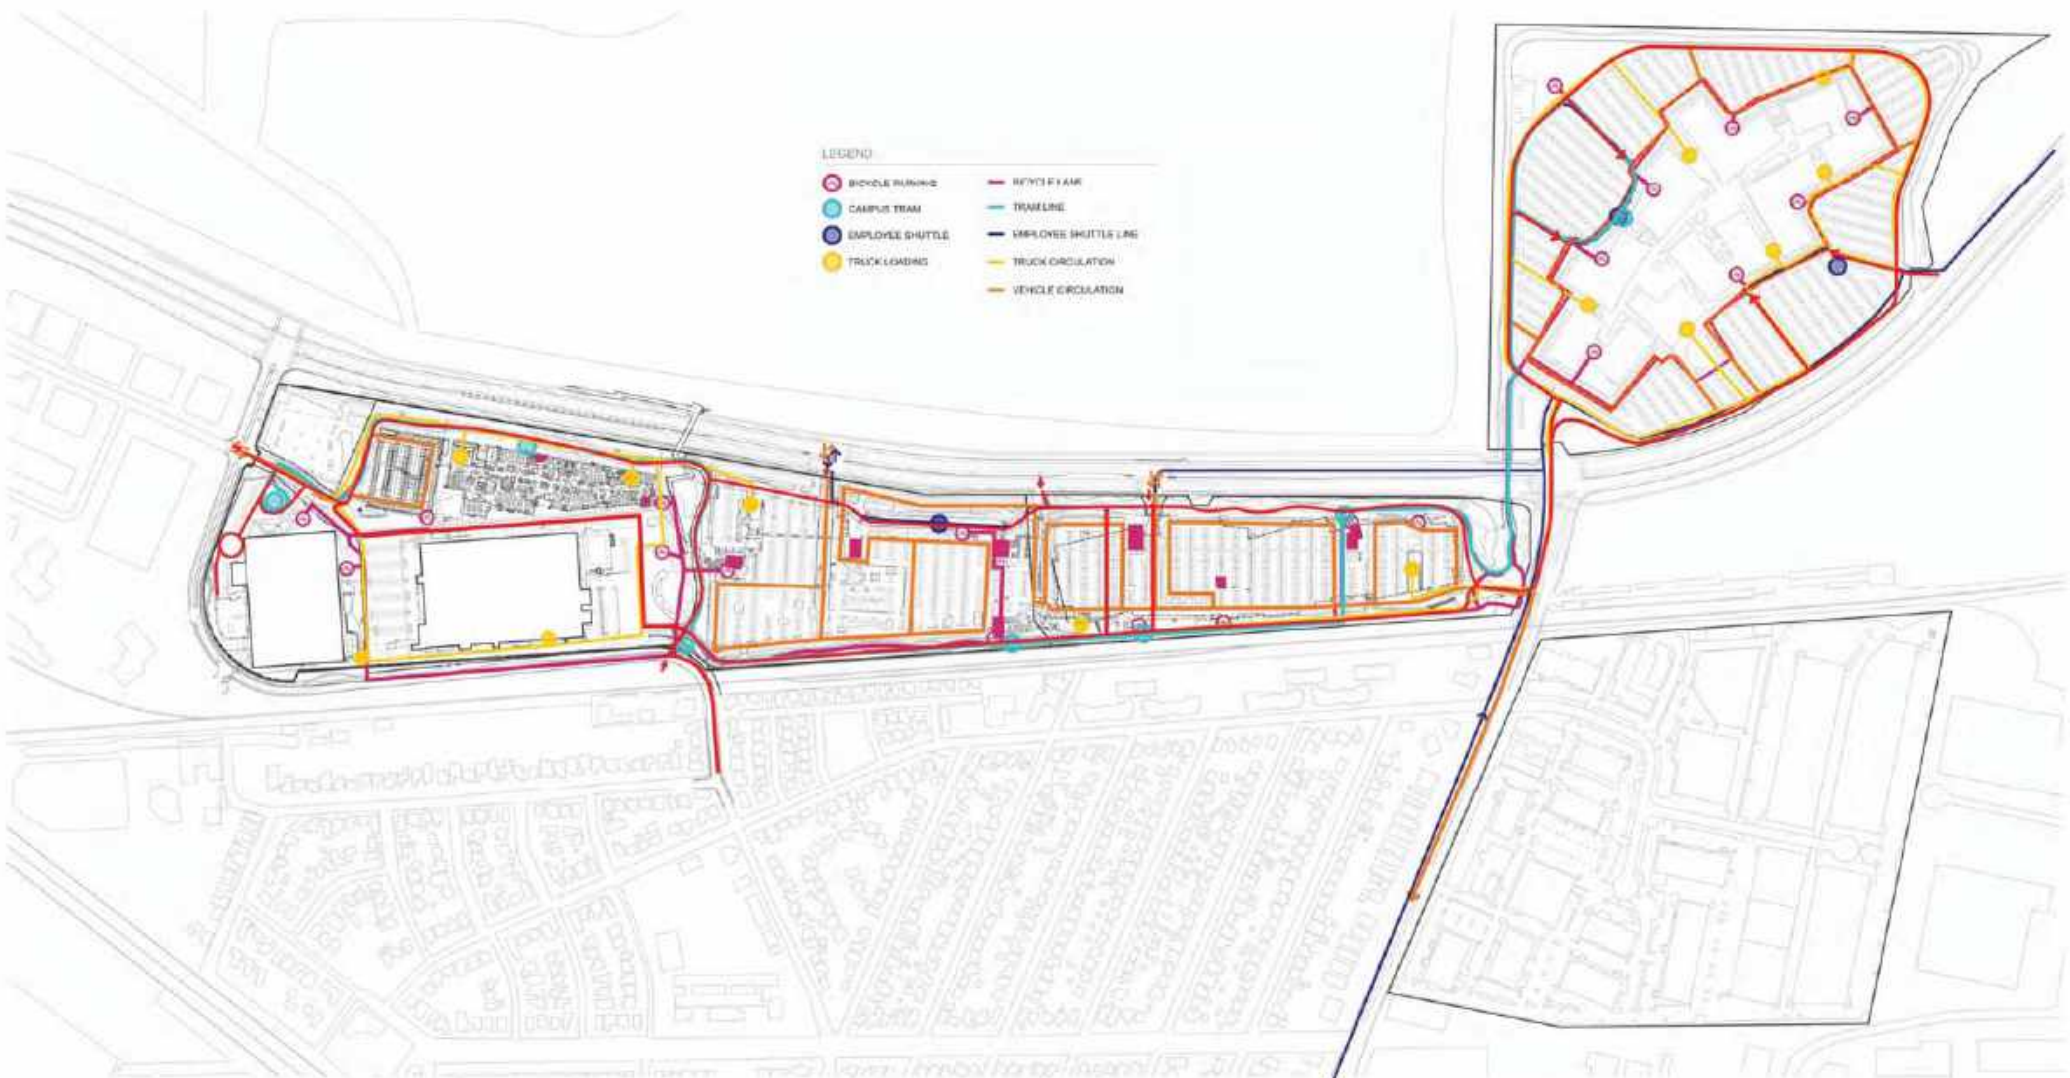 LEGEND
BICYCLE PARKING
CAMPUS TRAM
EMPLOYEE SHUTTLE
TRUCK LOADING
BICYCLE LANE
TRAM LINE
EMPLOYEE SHUTTLE LINE
TRUCK CIRCULATION
VEHICLE CIRCULATION